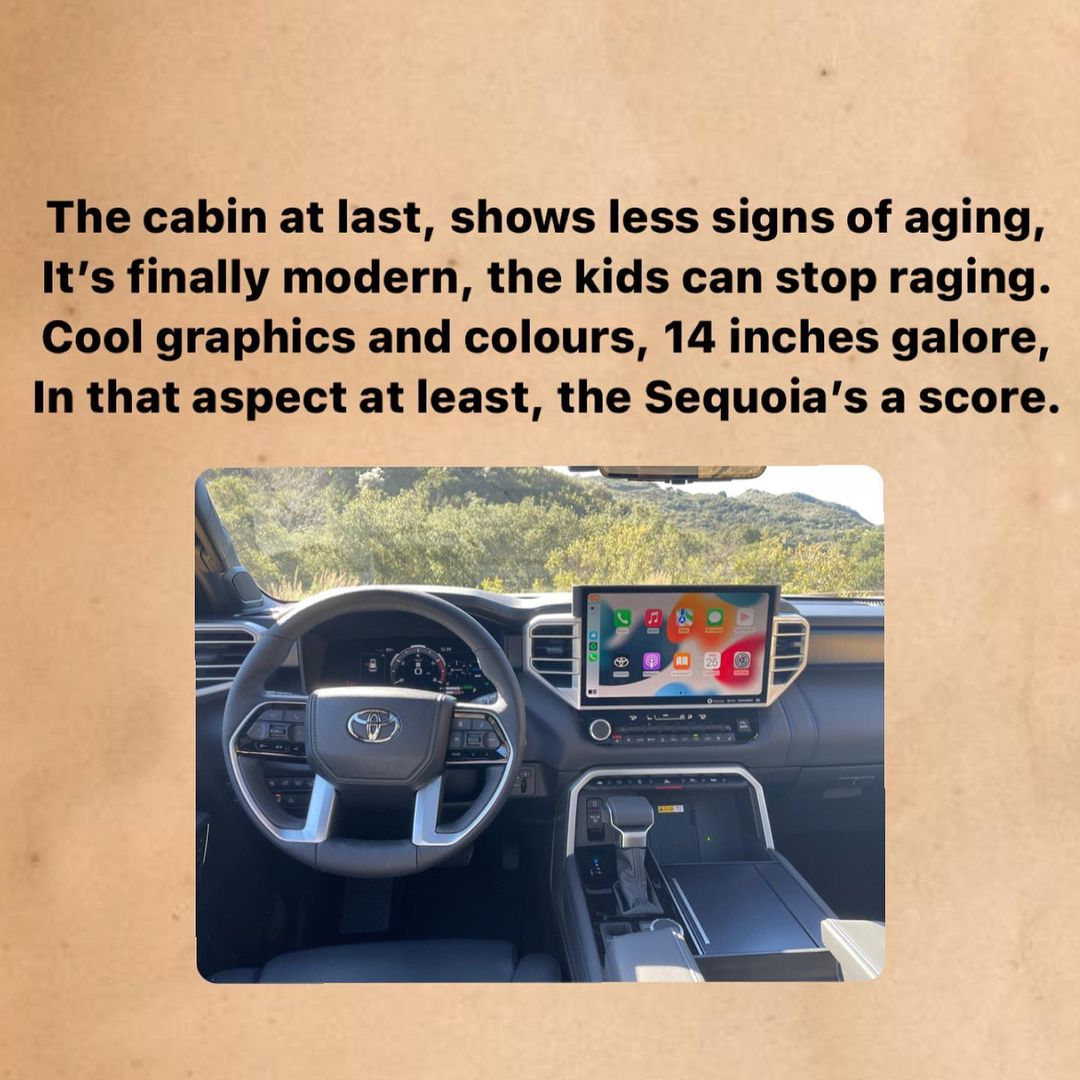 The cabin at last, shows less signs of aging,
It’s finally modern, the kids can stop raging.
Cool graphics and colours, 14 inches galore,
In that aspect at least, the Sequoia’s a score.
25